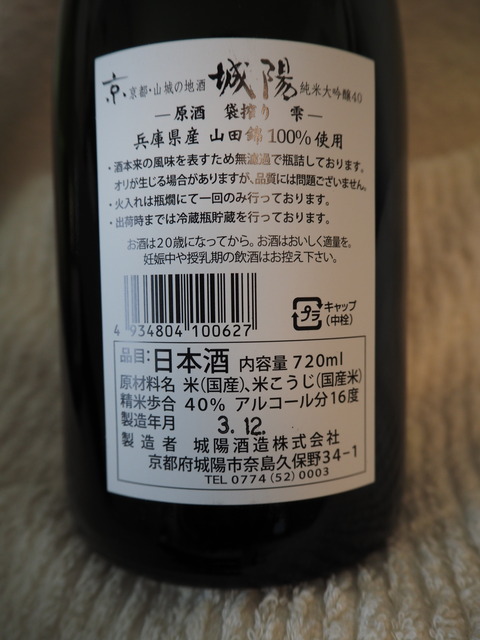 京 京都・山城の地酒 城陽 純米大吟醸40
―原酒 袋搾り 雫―
兵庫県産 山田錦100%使用
・酒本来の風味を表すため無濾過で瓶詰しております。
オリが生じる場合がありますが、品質には問題ございません。
・火入れは瓶燗にて一回のみ行っております。
・出荷時までは冷蔵瓶貯蔵を行っております。
お酒は20歳になってから。お酒はおいしく適量を。
妊娠中や授乳期の飲酒はお控え下さい。
プラ
キャップ
(中栓)
4 934804 100627
品目:日本酒 内容量 720ml
原材料名 米(国産)、米こうじ(国産米)
精米歩合 40% アルコール分16度
製造年月 3.12.
製造者 城陽酒造株式会社
京都府城陽市奈島久保野34-1
TEL 0774(52)0003